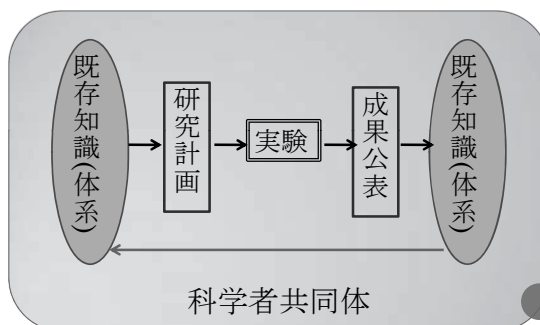 既存知識(体系)
研究計画
実験
成果公表
既存知識(体系)
科学者共同体